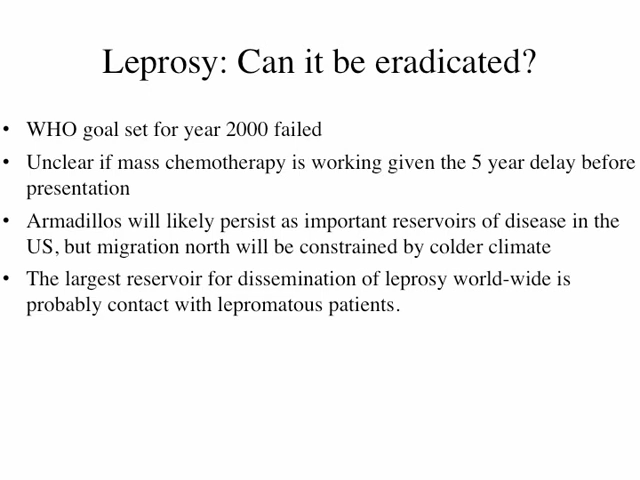 Leprosy: Can it be eradicated?
• WHO goal set for year 2000 failed
• Unclear if mass chemotherapy is working given the 5 year delay before
presentation
• Armadillos will likely persist as important reservoirs of disease in the
US, but migration north will be constrained by colder climate
• The largest reservoir for dissemination of leprosy world-wide is
probably contact with lepromatous patients.